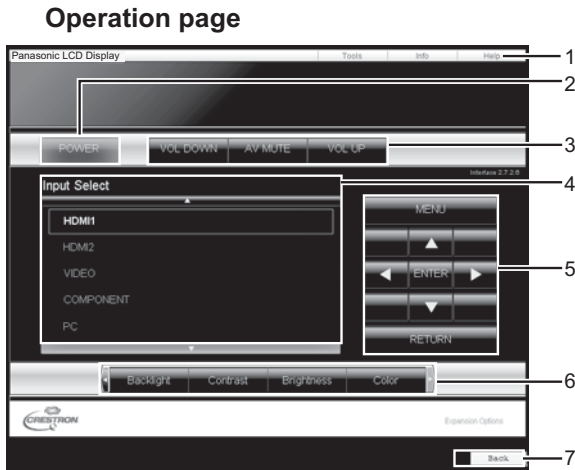 Operation page
Panasonic LCD Display Tools Info Help 1
2
POWER VOL DOWN AV MUTE VOL UP 3
Interface 2.7.2.8
Input Select 4
HDMI1
HDMI2
VIDEO
COMPONENT
PC
MENU
ENTER 5
RETURN
Backlight Contrast Brightness Color 6
CRESTRON Expansion Options
Back 7